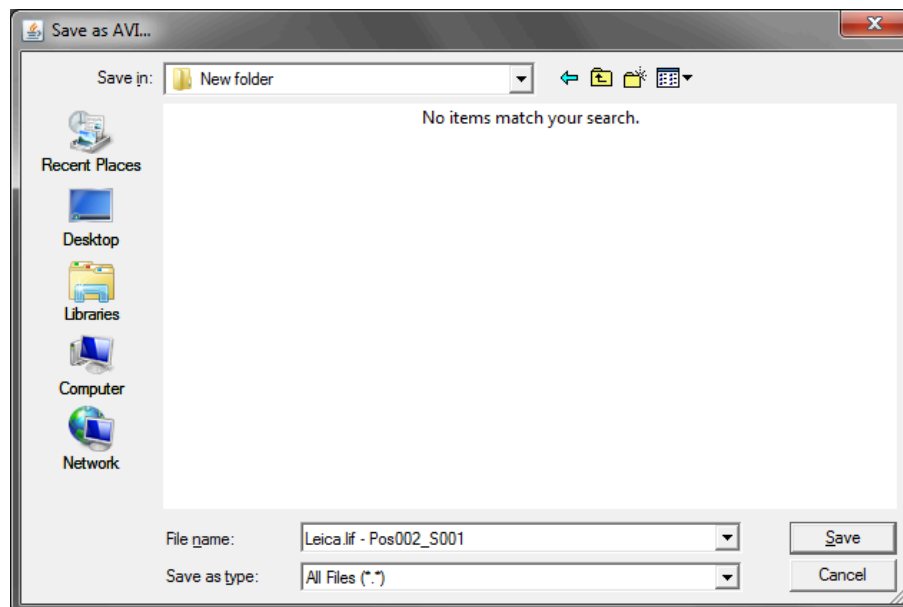 Save as AVI...
Save in:
New folder
No items match your search.
Recent Places
Desktop
Libraries
Computer
Network
File name:
Leica.lif - Pos002_S001
Save
Save as type:
All Files (*.*)
Cancel